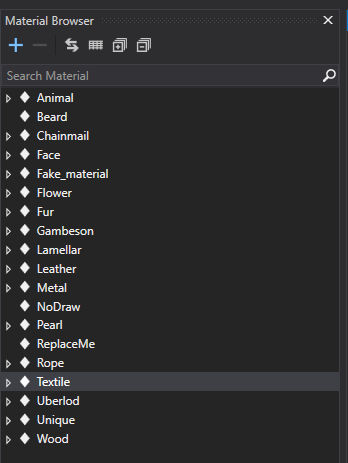 Material Browser
Search Material
Animal
Beard
Chainmail
Face
Fake_material
Flower
Fur
Gambeson
Lamellar
Leather
Metal
NoDraw
Pearl
ReplaceMe
Rope
Textile
Uberlod
Unique
Wood